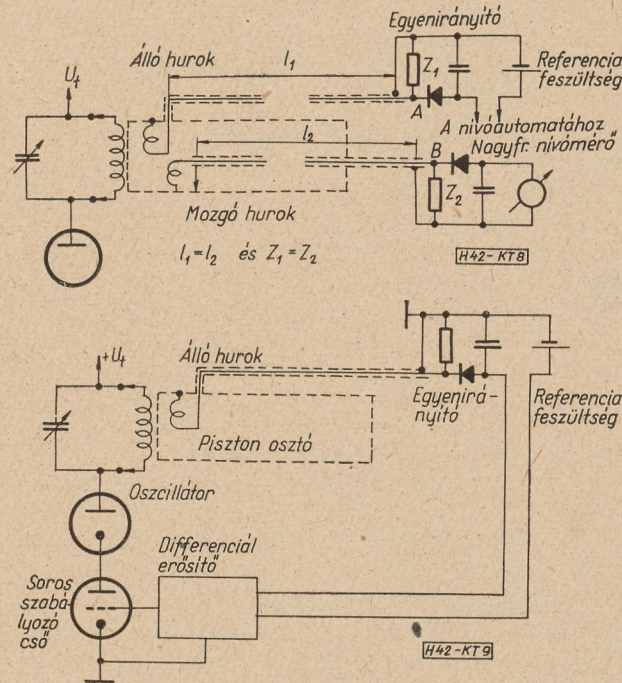 Egyenirányító
Álló hurok
l₁
Uₜ
Z₁
Referencia
feszültség
A
A nívóautomatához
Nagyfr. nívómérő
l₂
B
Z₂
Mozgó hurok
l₁=l₂ és Z₁=Z₂
H42-KT8
+Uₜ
Álló hurok
Egyenirá-
nyító
Referencia
feszültség
Piszton osztó
Oszcillátor
Differenciál
erősítő
Soros
szabá-
lyozó
cső
H42-KT9